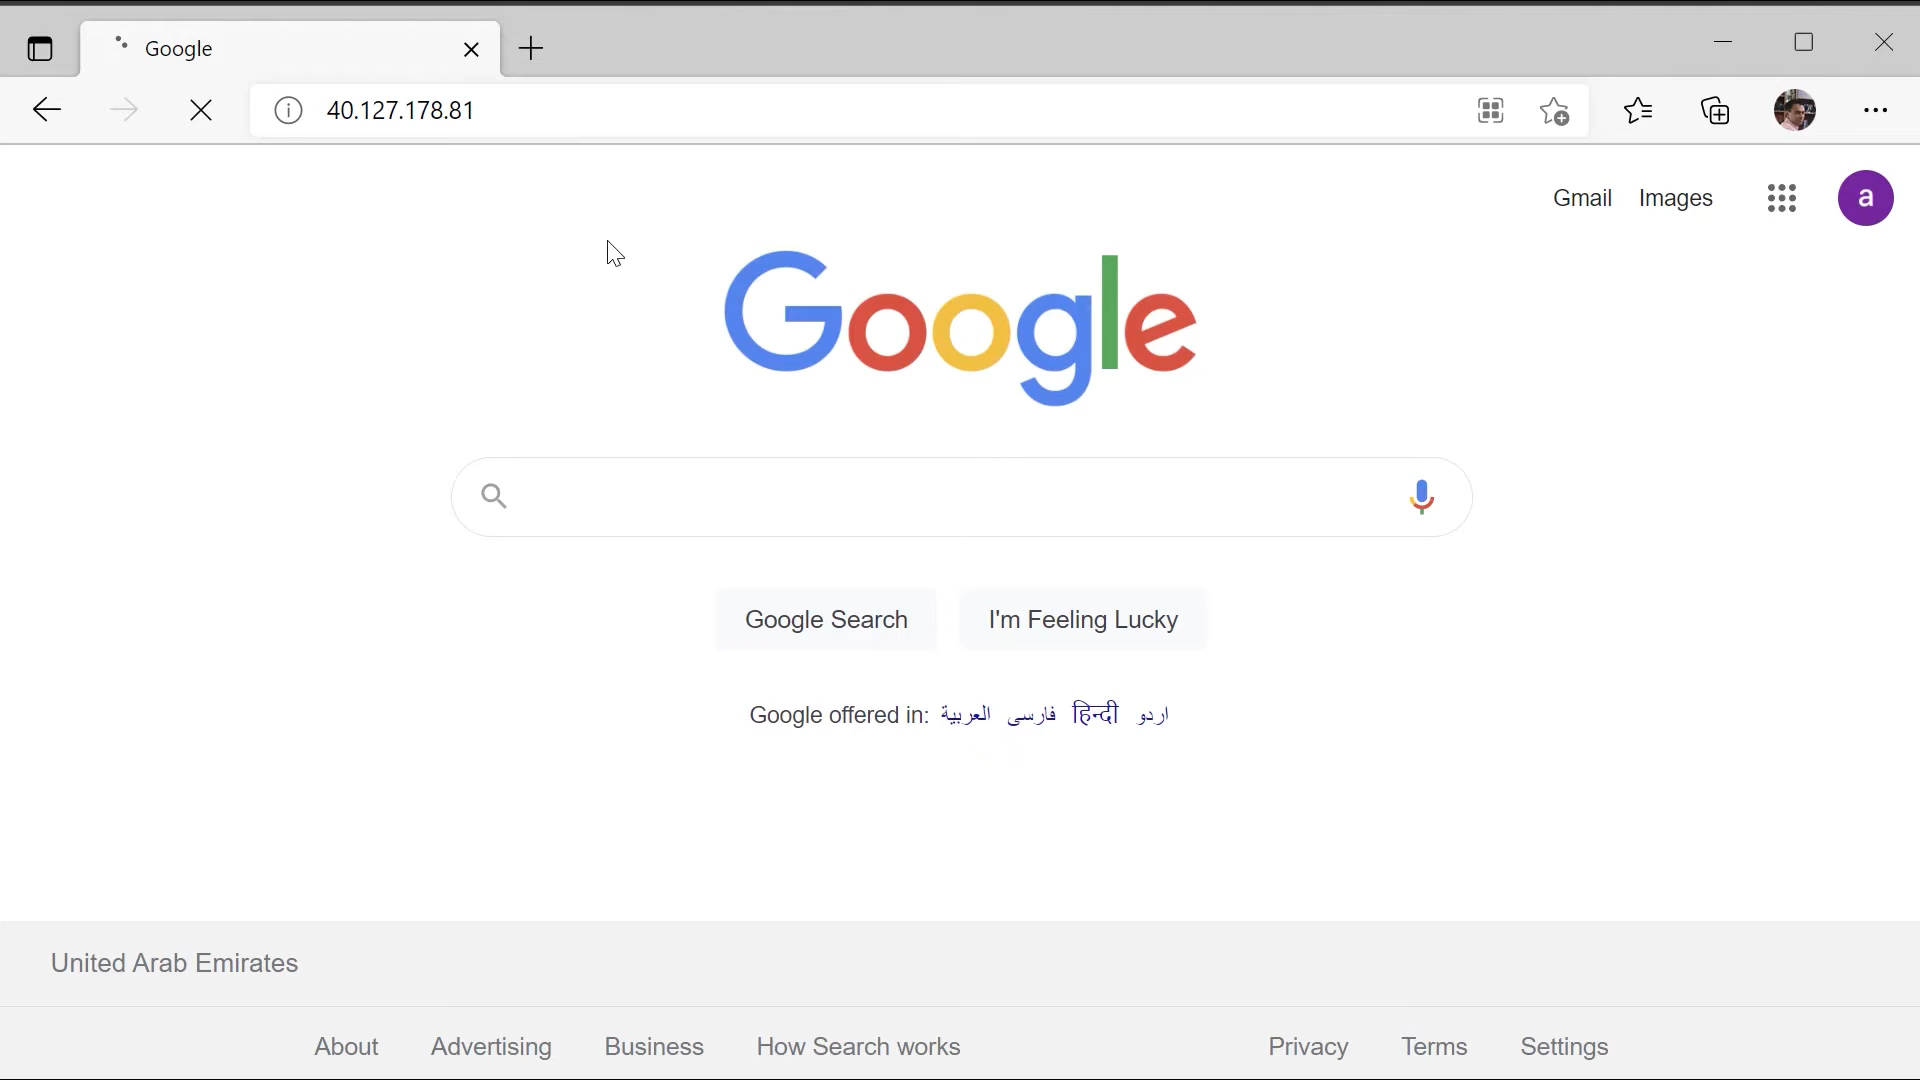 Google
40.127.178.81
Gmail Images
a
Google
Google Search I'm Feeling Lucky
Google offered in: العربية فارسی हिन्दी اردو
United Arab Emirates
About Advertising Business How Search works Privacy Terms Settings